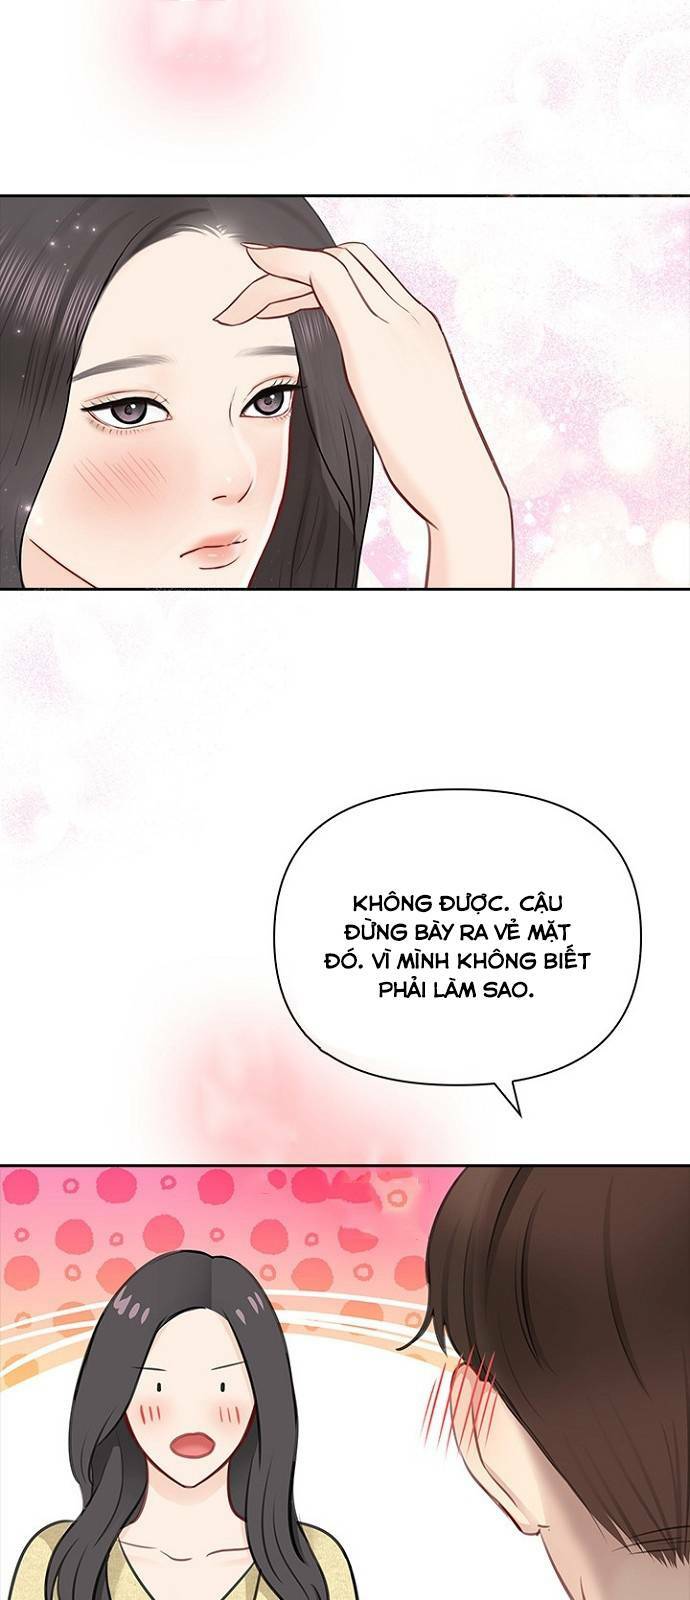 KHÔNG ĐƯỢC. CẬU
ĐỪNG BÀY RA VẺ MẶT
ĐÓ. VÌ MÌNH KHÔNG BIẾT
PHẢI LÀM SAO.